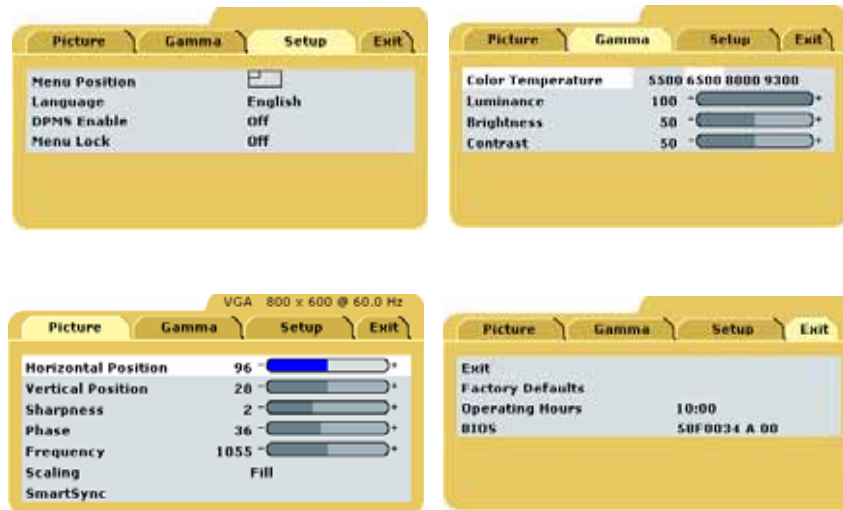 Picture Gamma Setup Exit
Menu Position
Language English
DPMS Enable Off
Menu Lock Off
Picture Gamma Setup Exit
Color Temperature 5500 6500 8000 9300
Luminance 100 - +
Brightness 50 - +
Contrast 50 - +
VGA 800 x 600 @ 60.0 Hz
Picture Gamma Setup Exit
Horizontal Position 96 - +
Vertical Position 28 - +
Sharpness 2 - +
Phase 36 - +
Frequency 1055 - +
Scaling Fill
SmartSync
Picture Gamma Setup Exit
Exit
Factory Defaults
Operating Hours 10:00
BIOS A 00